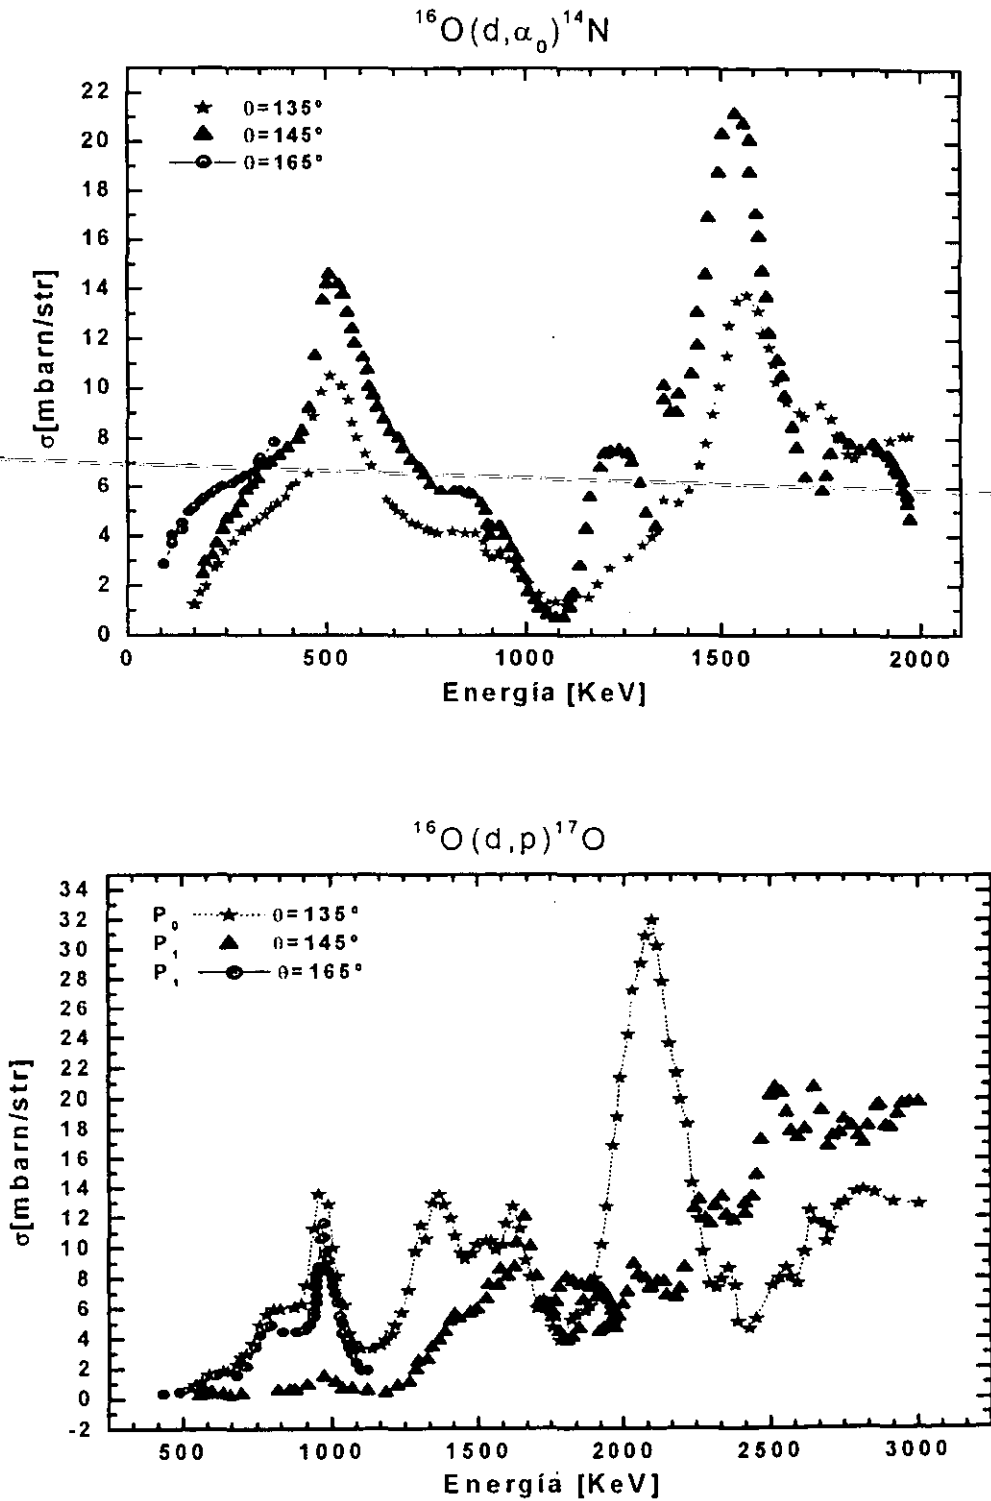 ¹⁶O(d,α₀)¹⁴N
22
20
18
16
14
12
10
8
6
4
2
0
σ[mbarn/str]
θ=135°
θ=145°
θ=165°
0 500 1000 1500 2000
Energía [KeV]
¹⁶O(d,p)¹⁷O
34
32
30
28
26
24
22
20
18
16
14
12
10
8
6
4
2
0
-2
σ[mbarn/str]
P₀ θ=135°
P₁ θ=145°
P₁ θ=165°
500 1000 1500 2000 2500 3000
Energía [KeV]